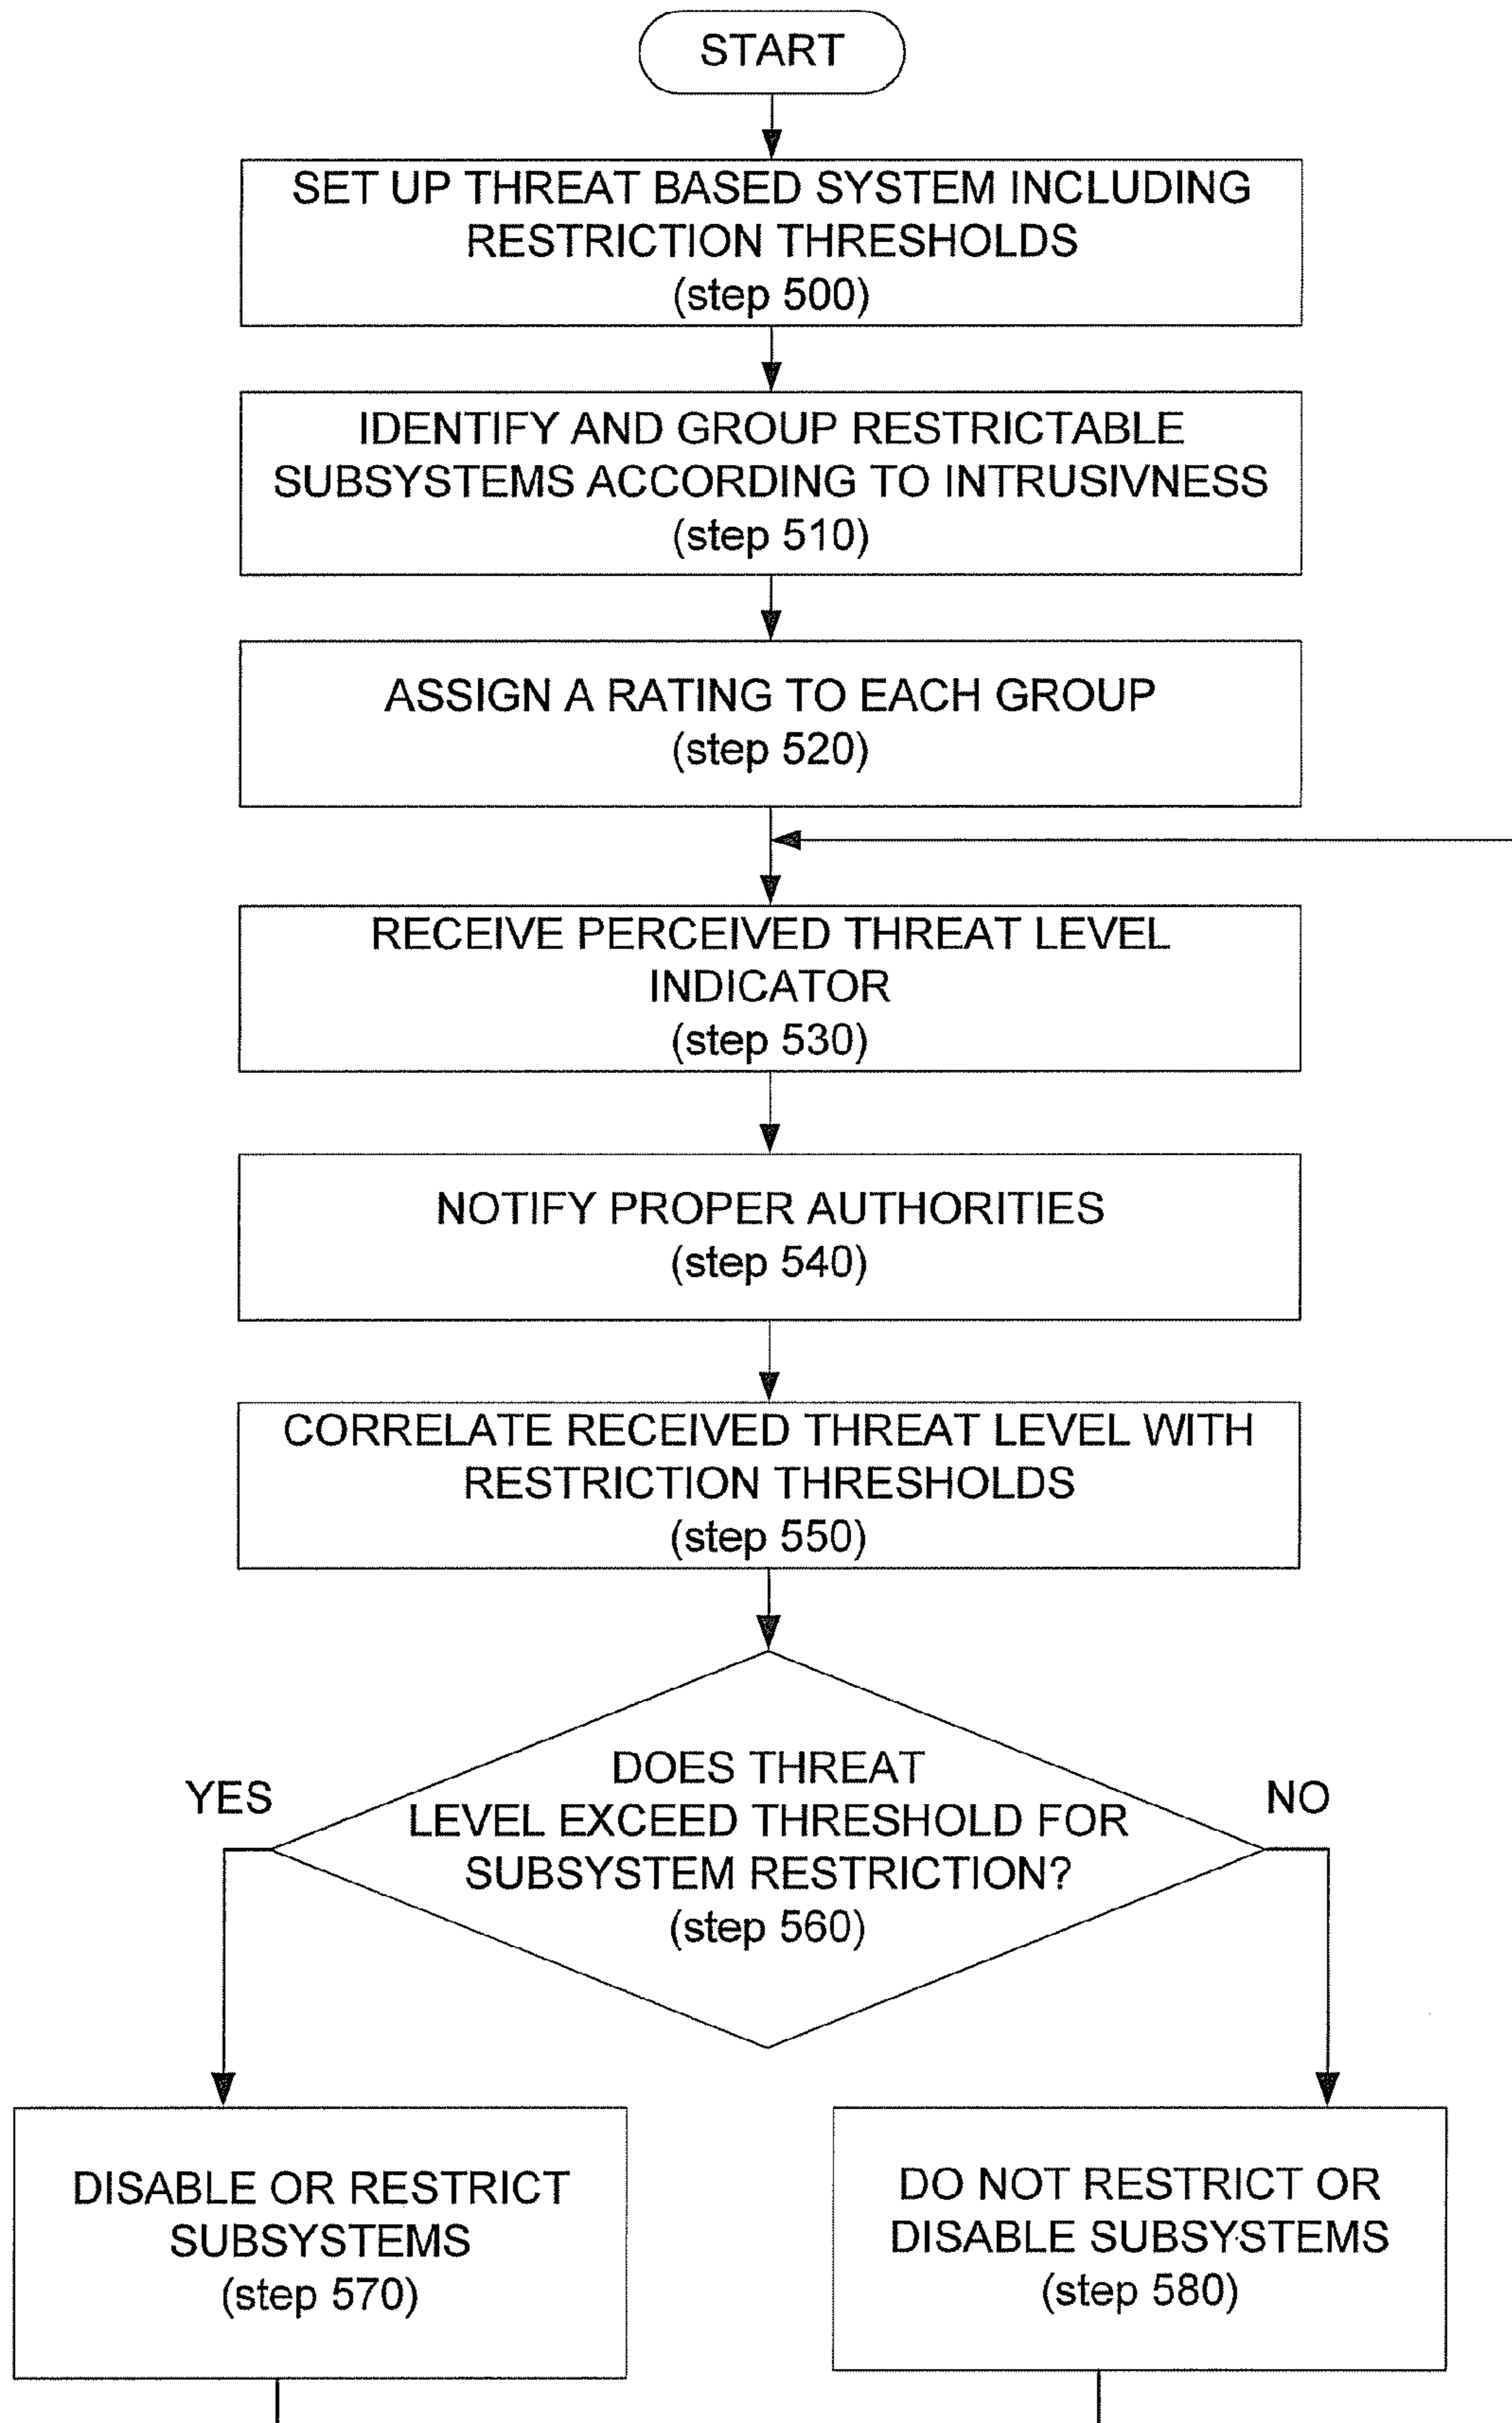 START
SET UP THREAT BASED SYSTEM INCLUDING
RESTRICTION THRESHOLDS
(step 500)
IDENTIFY AND GROUP RESTRICTABLE
SUBSYSTEMS ACCORDING TO INTRUSIVNESS
(step 510)
ASSIGN A RATING TO EACH GROUP
(step 520)
RECEIVE PERCEIVED THREAT LEVEL
INDICATOR
(step 530)
NOTIFY PROPER AUTHORITIES
(step 540)
CORRELATE RECEIVED THREAT LEVEL WITH
RESTRICTION THRESHOLDS
(step 550)
DOES THREAT
LEVEL EXCEED THRESHOLD FOR
SUBSYSTEM RESTRICTION?
(step 560)
YES
NO
DISABLE OR RESTRICT
SUBSYSTEMS
(step 570)
DO NOT RESTRICT OR
DISABLE SUBSYSTEMS
(step 580)